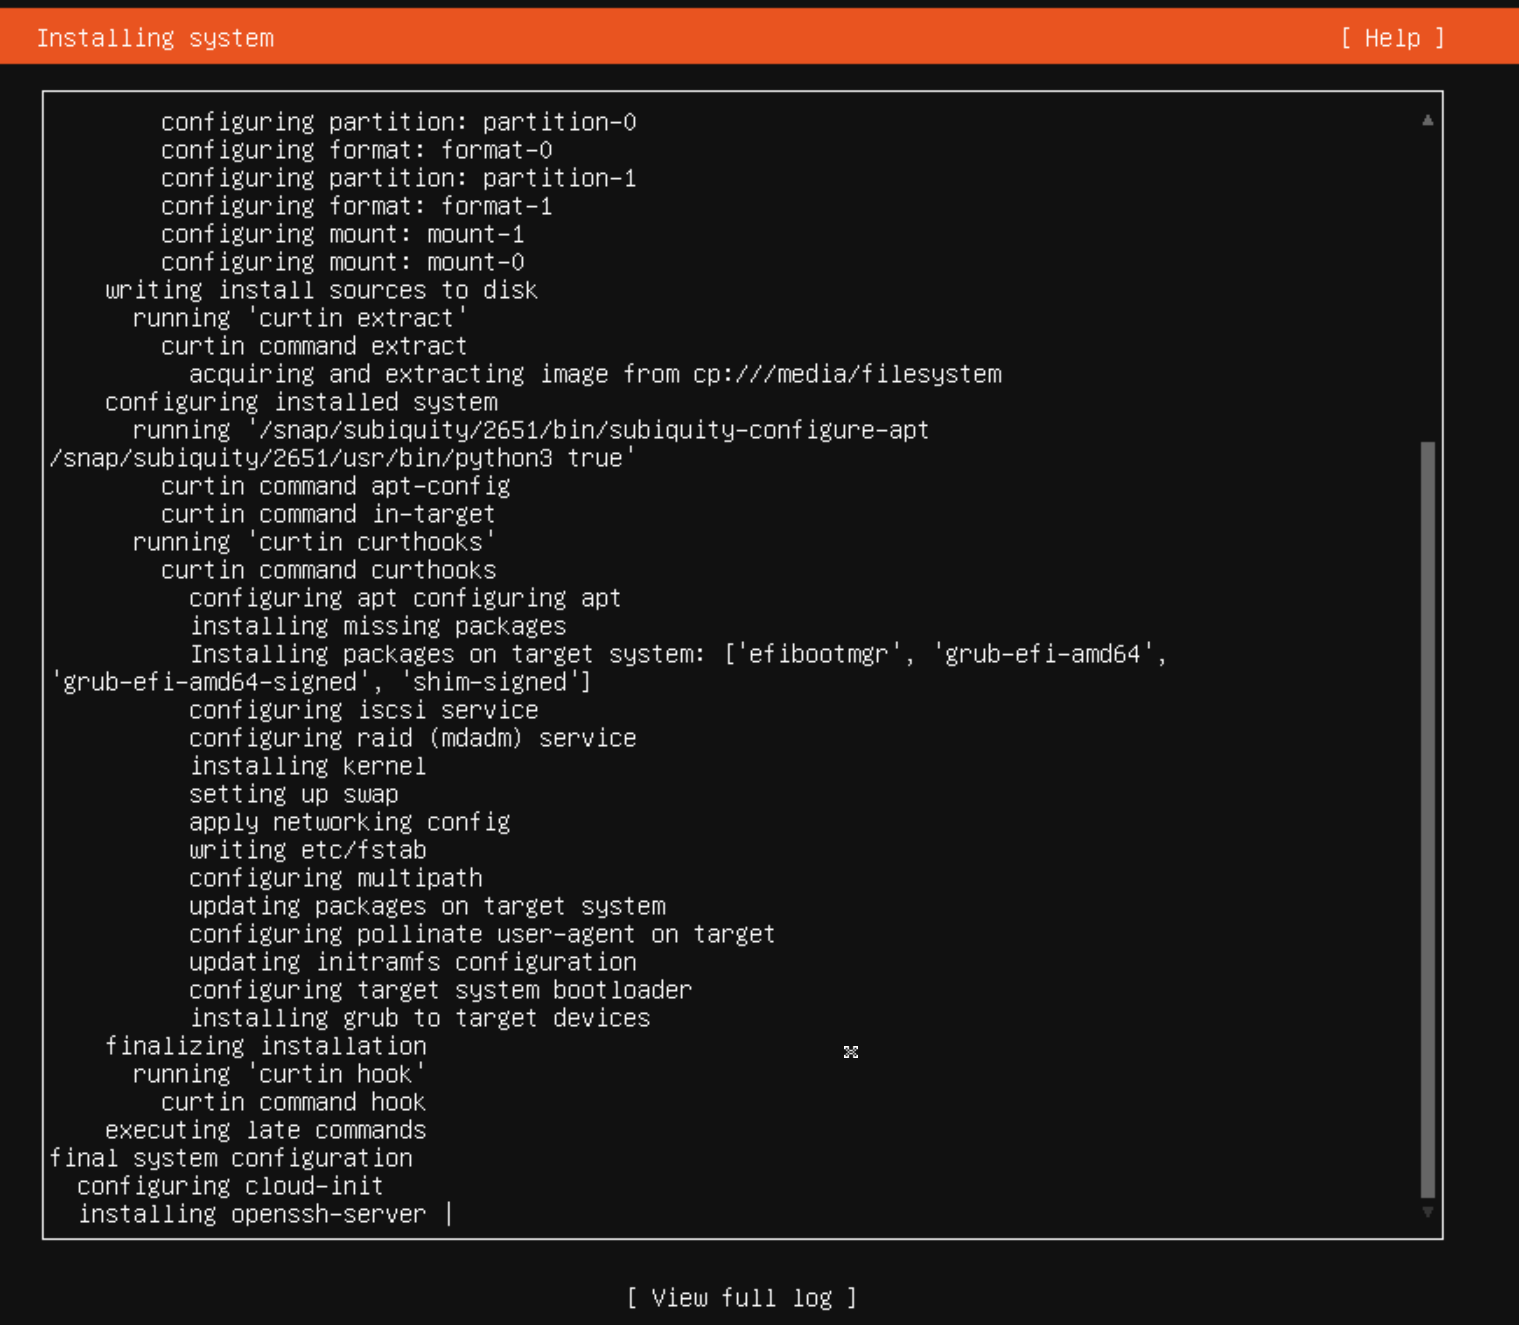 Installing system [ Help ]
configuring partition: partition-0
configuring format: format-0
configuring partition: partition-1
configuring format: format-1
configuring mount: mount-1
configuring mount: mount-0
writing install sources to disk
running 'curtin extract'
curtin command extract
acquiring and extracting image from cp:///media/filesystem
configuring installed system
running '/snap/subiquity/2651/bin/subiquity-configure-apt
/snap/subiquity/2651/usr/bin/python3 true'
curtin command apt-config
curtin command in-target
running 'curtin curthooks'
curtin command curthooks
configuring apt configuring apt
installing missing packages
Installing packages on target system: ['efibootmgr', 'grub-efi-amd64',
'grub-efi-amd64-signed', 'shim-signed']
configuring iscsi service
configuring raid (mdadm) service
installing kernel
setting up swap
apply networking config
writing etc/fstab
configuring multipath
updating packages on target system
configuring pollinate user-agent on target
updating initramfs configuration
configuring target system bootloader
installing grub to target devices
finalizing installation
running 'curtin hook'
curtin command hook
executing late commands
final system configuration
configuring cloud-init
installing openssh-server |
[ View full log ]